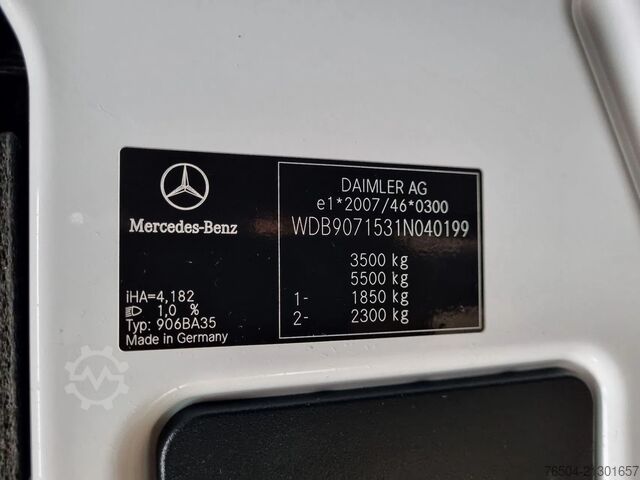 Mercedes-Benz
iHA=4,182
1,0 %
Typ: 906BA35
Made in Germany
DAIMLER AG
e1*2007/46*0300
WDB9071531N040199
3500 kg
5500 kg
1- 1850 kg
2- 2300 kg
76504-21301657